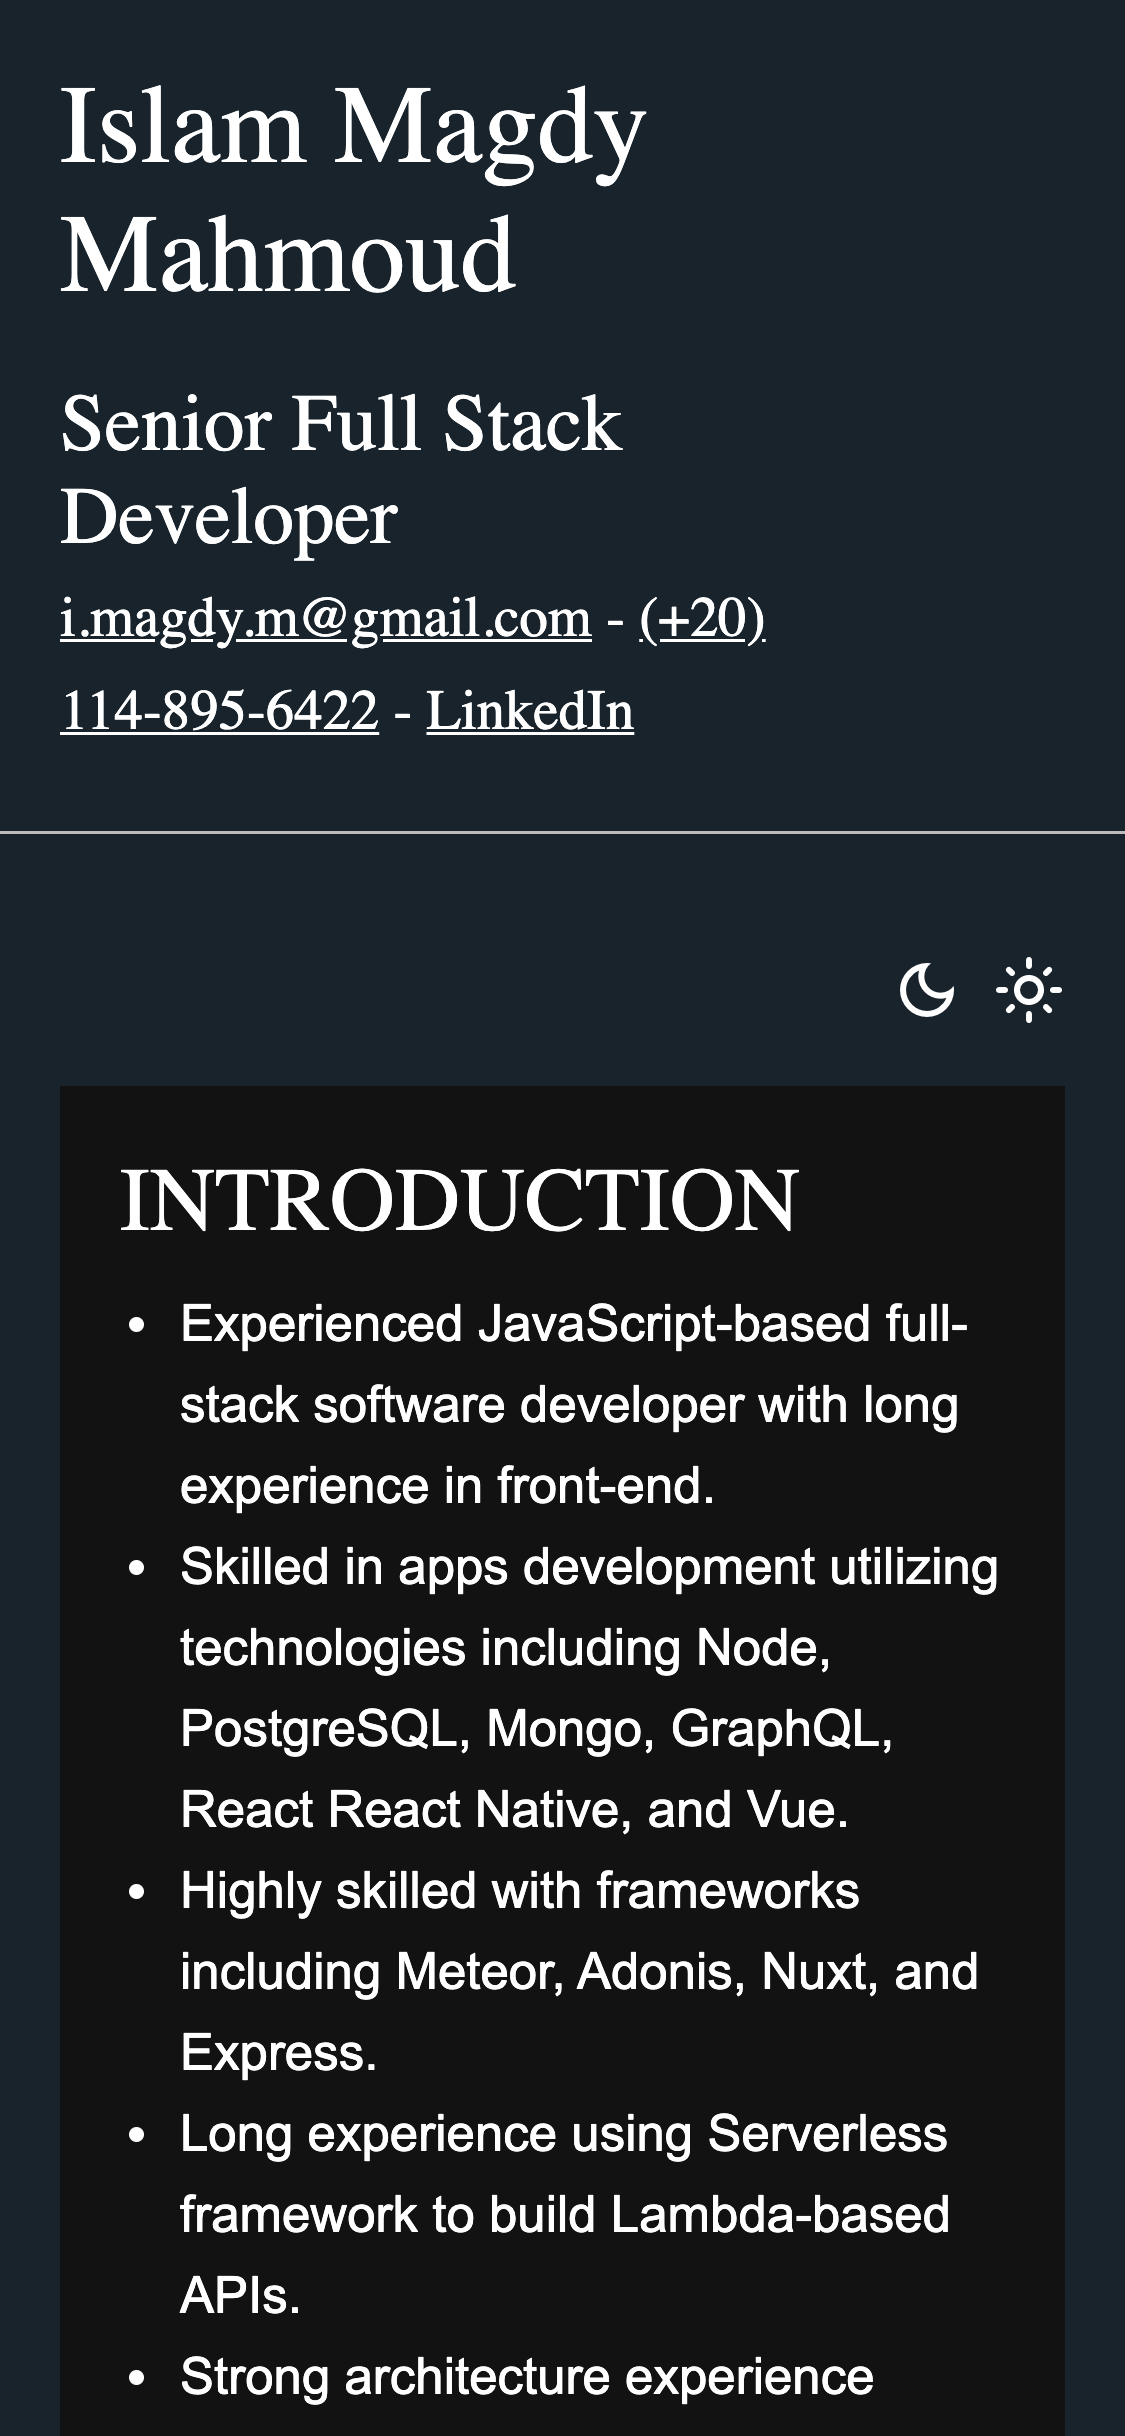 Islam Magdy
Mahmoud
Senior Full Stack
Developer
i.magdy.m@gmail.com - (+20)
114-895-6422 - LinkedIn
INTRODUCTION
• Experienced JavaScript-based full-
stack software developer with long
experience in front-end.
• Skilled in apps development utilizing
technologies including Node,
PostgreSQL, Mongo, GraphQL,
React React Native, and Vue.
• Highly skilled with frameworks
including Meteor, Adonis, Nuxt, and
Express.
• Long experience using Serverless
framework to build Lambda-based
APIs.
• Strong architecture experience